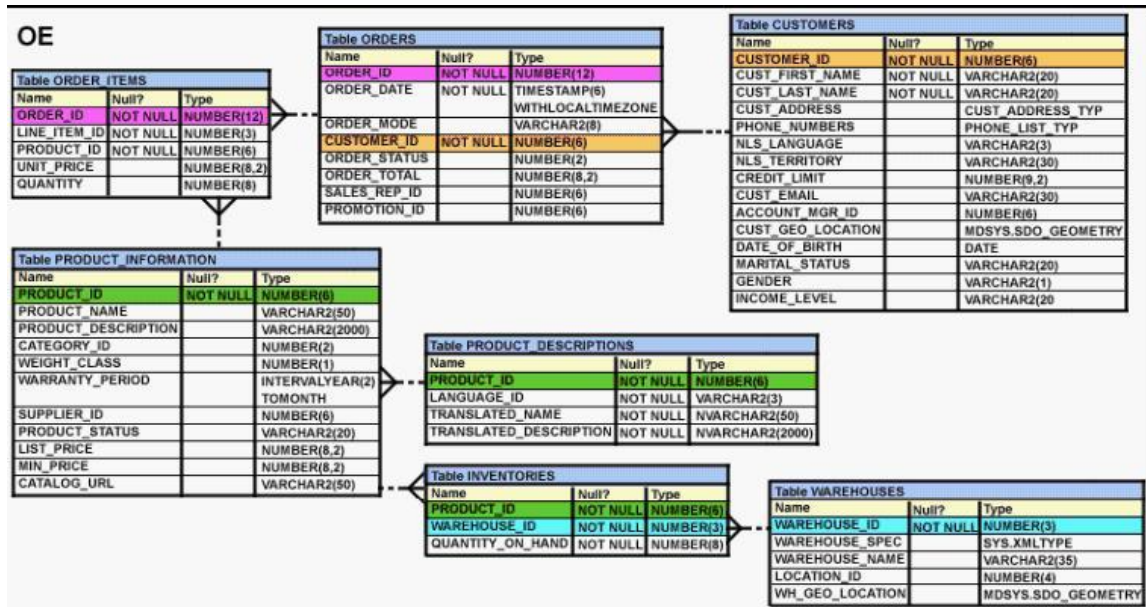 OE
Table ORDER_ITEMS
Name Null? Type
ORDER_ID NOT NULL NUMBER(12)
LINE_ITEM_ID NOT NULL NUMBER(3)
PRODUCT_ID NOT NULL NUMBER(6)
UNIT_PRICE NUMBER(8,2)
QUANTITY NUMBER(8)
Table ORDERS
Name Null? Type
ORDER_ID NOT NULL NUMBER(12)
ORDER_DATE NOT NULL TIMESTAMP(6)
WITHLOCALTIMEZONE
ORDER_MODE VARCHAR2(8)
CUSTOMER_ID NOT NULL NUMBER(6)
ORDER_STATUS NUMBER(2)
ORDER_TOTAL NUMBER(8,2)
SALES_REP_ID NUMBER(6)
PROMOTION_ID NUMBER(6)
Table CUSTOMERS
Name Null? Type
CUSTOMER_ID NOT NULL NUMBER(6)
CUST_FIRST_NAME NOT NULL VARCHAR2(20)
CUST_LAST_NAME NOT NULL VARCHAR2(20)
CUST_ADDRESS CUST_ADDRESS_TYP
PHONE_NUMBERS PHONE_LIST_TYP
NLS_LANGUAGE VARCHAR2(3)
NLS_TERRITORY VARCHAR2(30)
CREDIT_LIMIT NUMBER(9,2)
CUST_EMAIL VARCHAR2(30)
ACCOUNT_MGR_ID NUMBER(6)
CUST_GEO_LOCATION MDSYS.SDO_GEOMETRY
DATE_OF_BIRTH DATE
MARITAL_STATUS VARCHAR2(20)
GENDER VARCHAR2(1)
INCOME_LEVEL VARCHAR2(20
Table PRODUCT_INFORMATION
Name Null? Type
PRODUCT_ID NOT NULL NUMBER(6)
PRODUCT_NAME VARCHAR2(50)
PRODUCT_DESCRIPTION VARCHAR2(2000)
CATEGORY_ID NUMBER(2)
WEIGHT_CLASS NUMBER(1)
WARRANTY_PERIOD INTERVALYEAR(2)
TOMONTH
SUPPLIER_ID NUMBER(6)
PRODUCT_STATUS VARCHAR2(20)
LIST_PRICE NUMBER(8,2)
MIN_PRICE NUMBER(8,2)
CATALOG_URL VARCHAR2(50)
Table PRODUCT_DESCRIPTIONS
Name Null? Type
PRODUCT_ID NOT NULL NUMBER(6)
LANGUAGE_ID NOT NULL VARCHAR2(3)
TRANSLATED_NAME NOT NULL NVARCHAR2(50)
TRANSLATED_DESCRIPTION NOT NULL NVARCHAR2(2000)
Table INVENTORIES
Name Null? Type
PRODUCT_ID NOT NULL NUMBER(6)
WAREHOUSE_ID NOT NULL NUMBER(3)
QUANTITY_ON_HAND NOT NULL NUMBER(8)
Table WAREHOUSES
Name Null? Type
WAREHOUSE_ID NOT NULL NUMBER(3)
WAREHOUSE_SPEC SYS.XMLTYPE
WAREHOUSE_NAME VARCHAR2(35)
LOCATION_ID NUMBER(4)
WH_GEO_LOCATION MDSYS.SDO_GEOMETRY